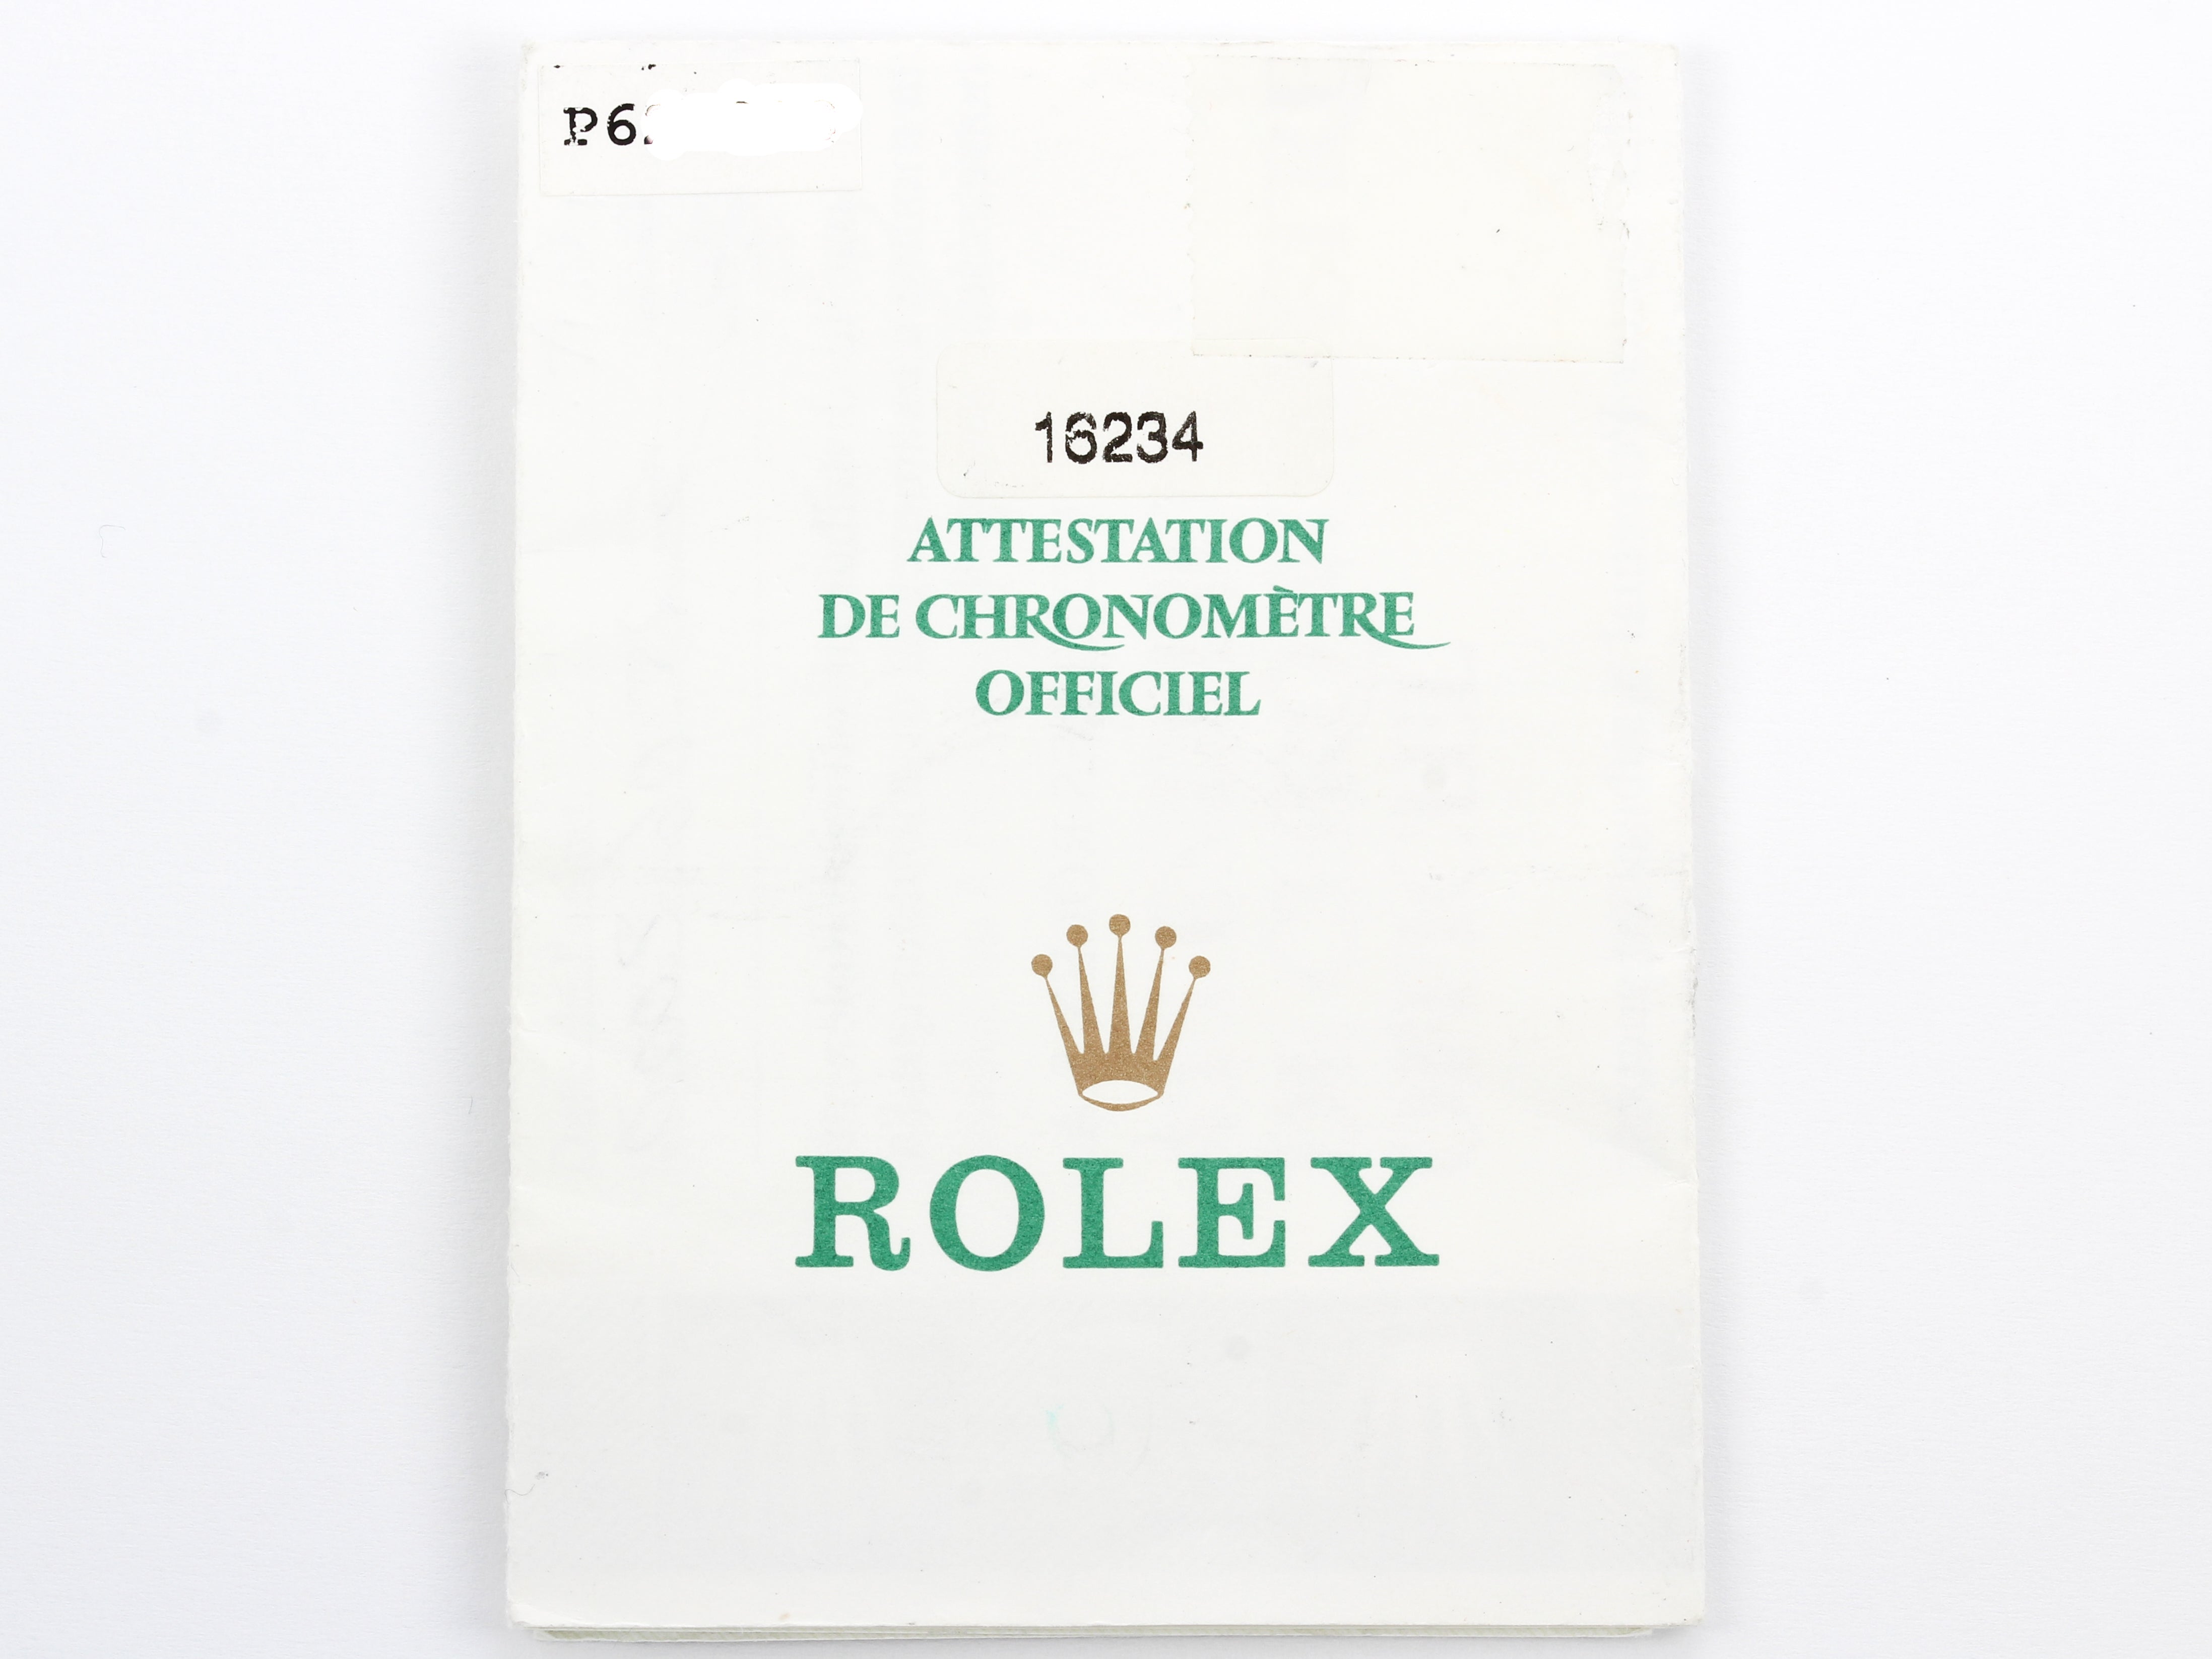 P6
16234
ATTESTATION
DE CHRONOMÈTRE
OFFICIEL
ROLEX